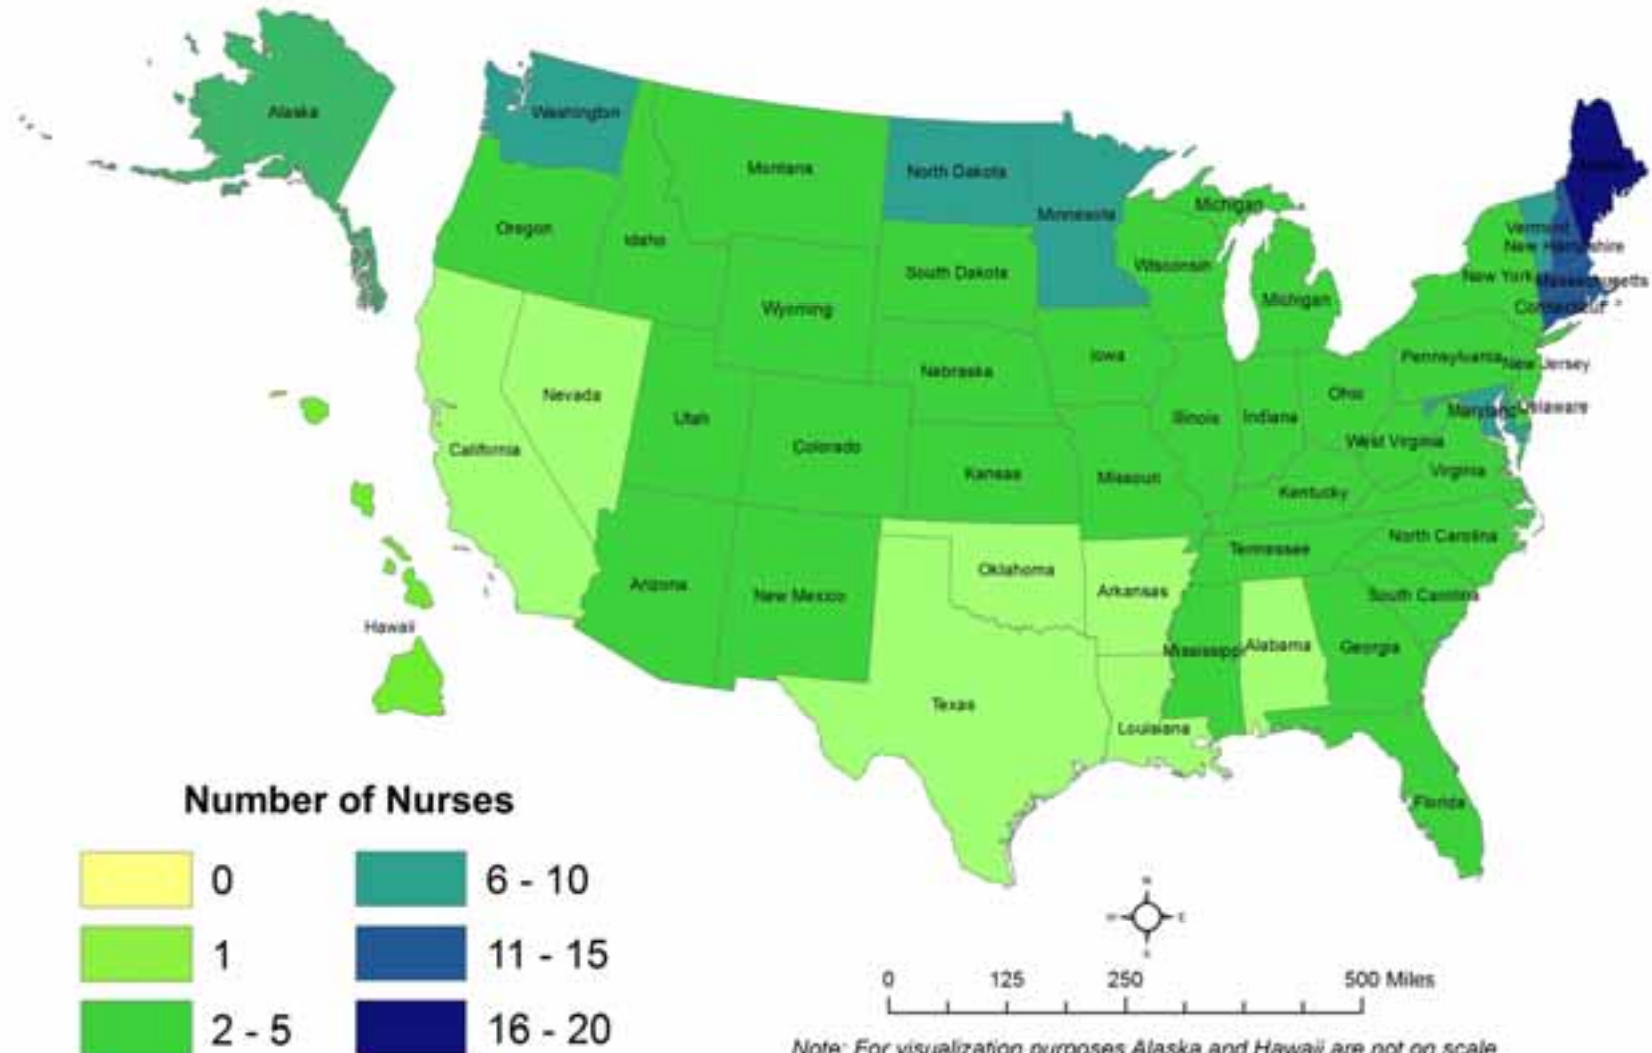 Alaska
Washington
Montana
North Dakota
Minnesota
Michigan
Oregon
Idaho
Wisconsin
Vermont
New Hampshire
South Dakota
New York
Massachusetts
Michigan
Connecticut
Wyoming
Iowa
Pennsylvania
New Jersey
Nebraska
Nevada
Ohio
Utah
Illinois
Indiana
Maryland
Delaware
California
Colorado
West Virginia
Kansas
Missouri
Virginia
Kentucky
North Carolina
Tennessee
Oklahoma
Arizona
New Mexico
Arkansas
South Carolina
Hawaii
Mississippi
Alabama
Georgia
Texas
Louisiana
Florida
Number of Nurses
0
6 - 10
1
11 - 15
2 - 5
16 - 20
N
E
0 125 250 500 Miles
Note: For visualization purposes Alaska and Hawaii are not on scale